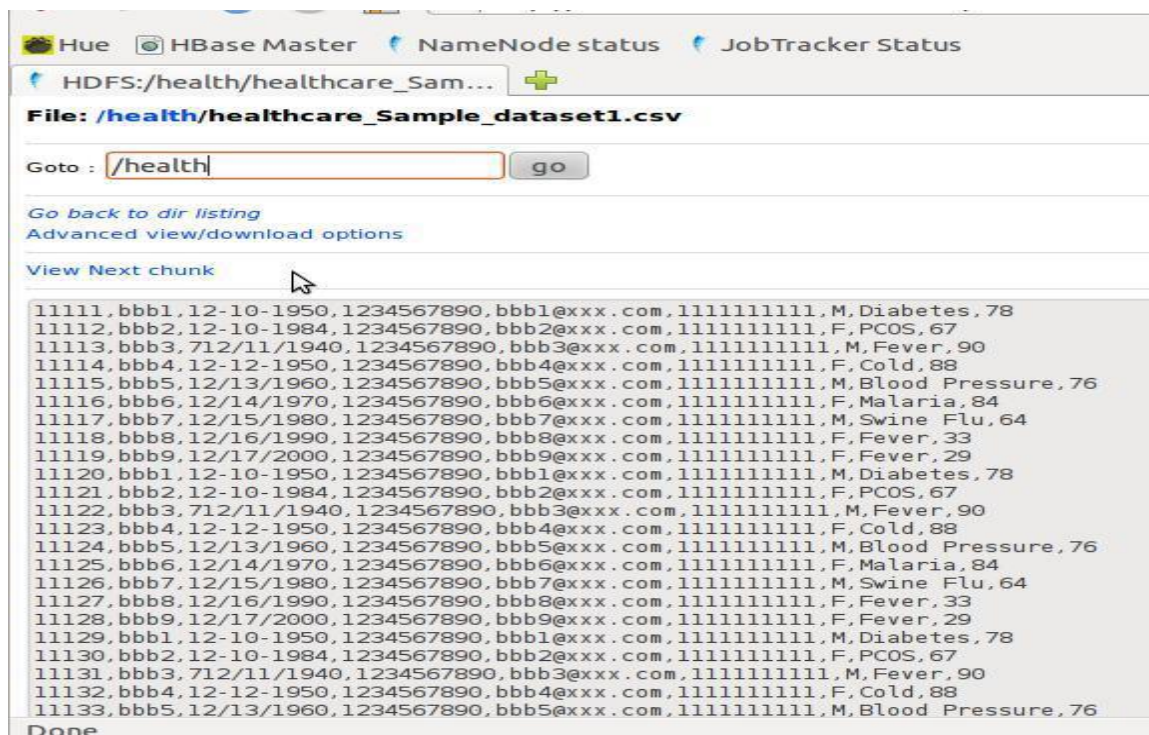 Hue HBase Master NameNode status JobTracker Status
HDFS:/health/healthcare_Sam...
File: /health/healthcare_Sample_dataset1.csv
Goto : /health go
Go back to dir listing
Advanced view/download options
View Next chunk
11111,bbb1,12-10-1950,1234567890,bbb1@xxx.com,1111111111,M,Diabetes,78
11112,bbb2,12-10-1984,1234567890,bbb2@xxx.com,1111111111,F,PCOS,67
11113,bbb3,712/11/1940,1234567890,bbb3@xxx.com,1111111111,M,Fever,90
11114,bbb4,12-12-1950,1234567890,bbb4@xxx.com,1111111111,F,Cold,88
11115,bbb5,12/13/1960,1234567890,bbb5@xxx.com,1111111111,M,Blood Pressure,76
11116,bbb6,12/14/1970,1234567890,bbb6@xxx.com,1111111111,F,Malaria,84
11117,bbb7,12/15/1980,1234567890,bbb7@xxx.com,1111111111,M,Swine Flu,64
11118,bbb8,12/16/1990,1234567890,bbb8@xxx.com,1111111111,F,Fever,33
11119,bbb9,12/17/2000,1234567890,bbb9@xxx.com,1111111111,F,Fever,29
11120,bbb1,12-10-1950,1234567890,bbb1@xxx.com,1111111111,M,Diabetes,78
11121,bbb2,12-10-1984,1234567890,bbb2@xxx.com,1111111111,F,PCOS,67
11122,bbb3,712/11/1940,1234567890,bbb3@xxx.com,1111111111,M,Fever,90
11123,bbb4,12-12-1950,1234567890,bbb4@xxx.com,1111111111,F,Cold,88
11124,bbb5,12/13/1960,1234567890,bbb5@xxx.com,1111111111,M,Blood Pressure,76
11125,bbb6,12/14/1970,1234567890,bbb6@xxx.com,1111111111,F,Malaria,84
11126,bbb7,12/15/1980,1234567890,bbb7@xxx.com,1111111111,M,Swine Flu,64
11127,bbb8,12/16/1990,1234567890,bbb8@xxx.com,1111111111,F,Fever,33
11128,bbb9,12/17/2000,1234567890,bbb9@xxx.com,1111111111,F,Fever,29
11129,bbb1,12-10-1950,1234567890,bbb1@xxx.com,1111111111,M,Diabetes,78
11130,bbb2,12-10-1984,1234567890,bbb2@xxx.com,1111111111,F,PCOS,67
11131,bbb3,712/11/1940,1234567890,bbb3@xxx.com,1111111111,M,Fever,90
11132,bbb4,12-12-1950,1234567890,bbb4@xxx.com,1111111111,F,Cold,88
11133,bbb5,12/13/1960,1234567890,bbb5@xxx.com,1111111111,M,Blood Pressure,76
Done